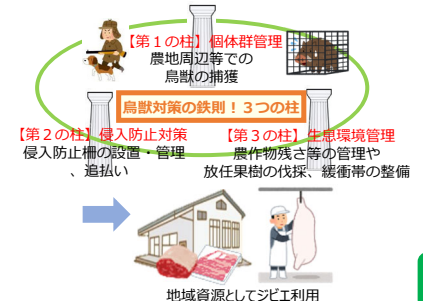 【第１の柱】個体群管理
農地周辺等での
鳥獣の捕獲
鳥獣対策の鉄則！３つの柱
【第２の柱】侵入防止対策
侵入防止柵の設置・管理
、追払い
【第３の柱】生息環境管理
農作物残さ等の管理や
放任果樹の伐採、緩衝帯の整備
地域資源としてジビエ利用